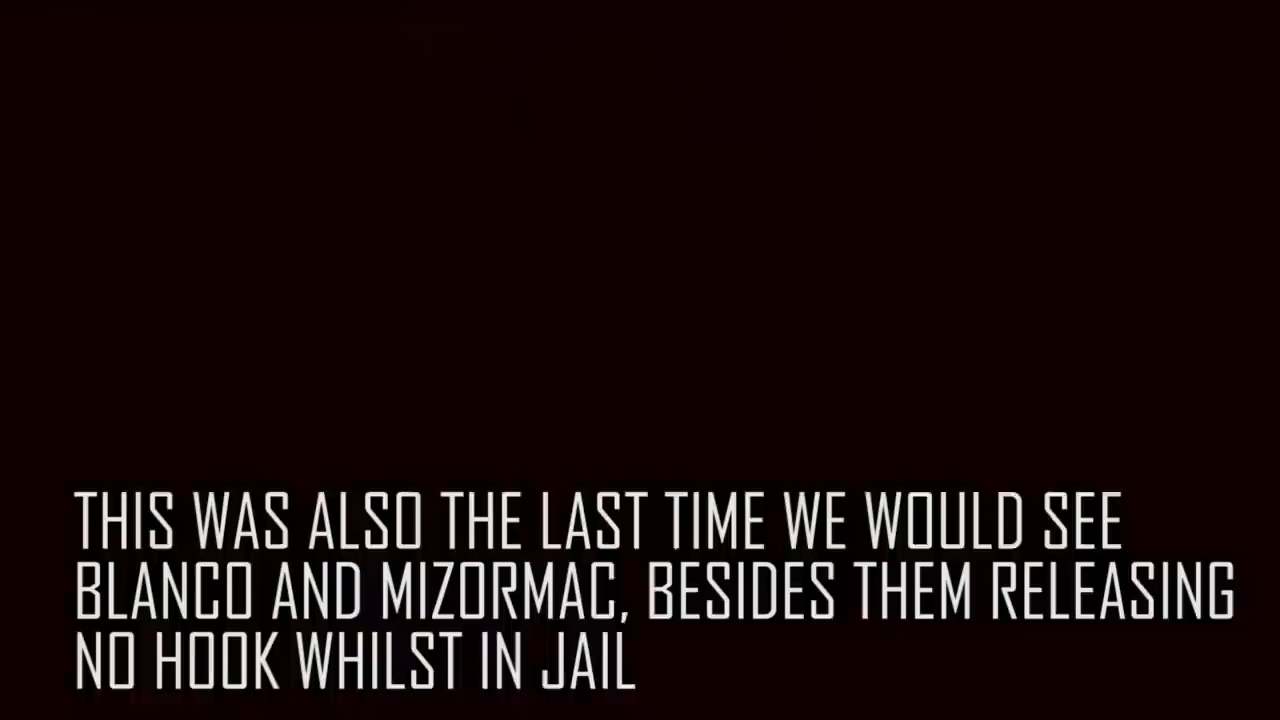 THIS WAS ALSO THE LAST TIME WE WOULD SEE
BLANCO AND MIZORMAC, BESIDES THEM RELEASING
NO HOOK WHILST IN JAIL